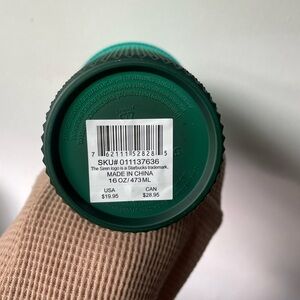 7 62111 52828 5
SKU# 011137636
The Siren logo is a Starbucks trademark.
MADE IN CHINA
16 OZ/473 ML
USA CAN
$19.95 $28.95